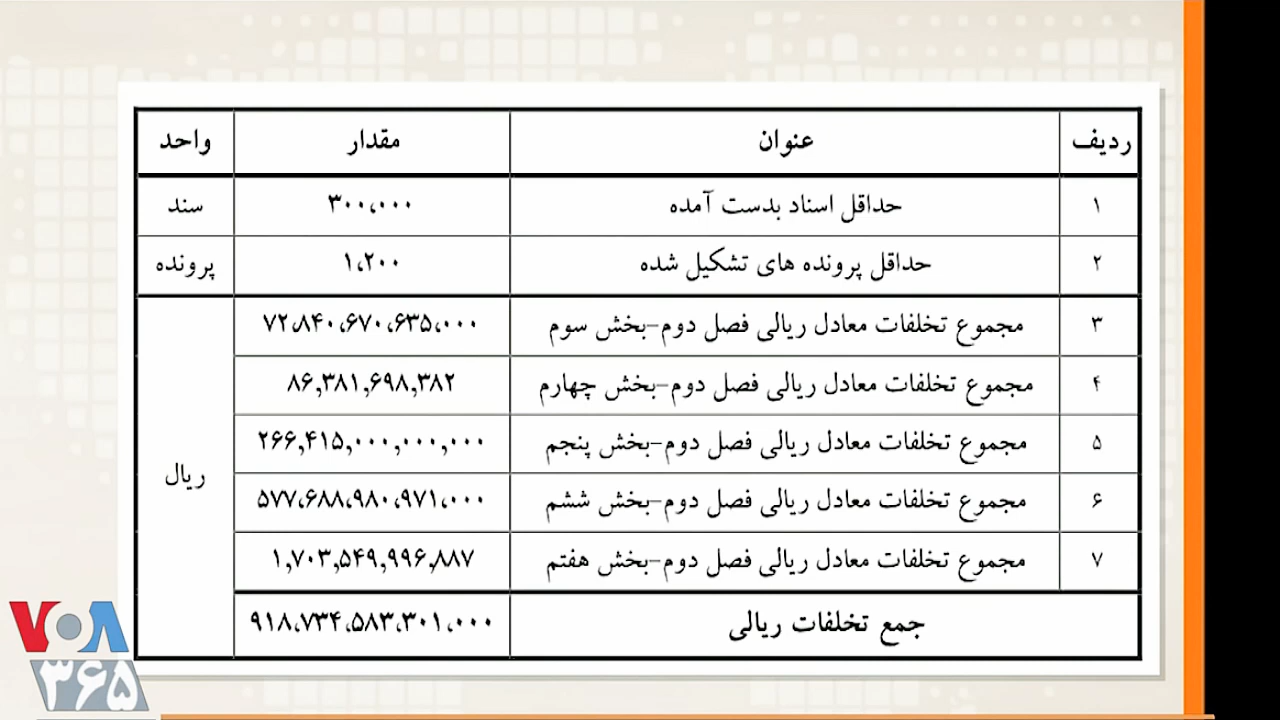 ردیف عنوان مقدار واحد
۱ حداقل اسناد بدست آمده ۳۰۰،۰۰۰ سند
۲ حداقل پرونده های تشکیل شده ۱،۲۰۰ پرونده
۳ مجموع تخلفات معادل ریالی فصل دوم-بخش سوم ۷۲،۸۴۰،۶۷۰،۶۳۵،۰۰۰ ریال
۴ مجموع تخلفات معادل ریالی فصل دوم-بخش چهارم ۸۶,۳۸۱,۶۹۸,۳۸۲
۵ مجموع تخلفات معادل ریالی فصل دوم-بخش پنجم ۲۶۶,۴۱۵,۰۰۰,۰۰۰,۰۰۰
۶ مجموع تخلفات معادل ریالی فصل دوم-بخش ششم ۵۷۷،۶۸۸،۹۸۰،۹۷۱،۰۰۰
۷ مجموع تخلفات معادل ریالی فصل دوم-بخش هفتم ۱,۷۰۳,۵۴۹,۹۹۶,۸۸۷
جمع تخلفات ریالی ۹۱۸،۷۳۴،۵۸۳،۳۰۱،۰۰۰
VOA
۳۶۵